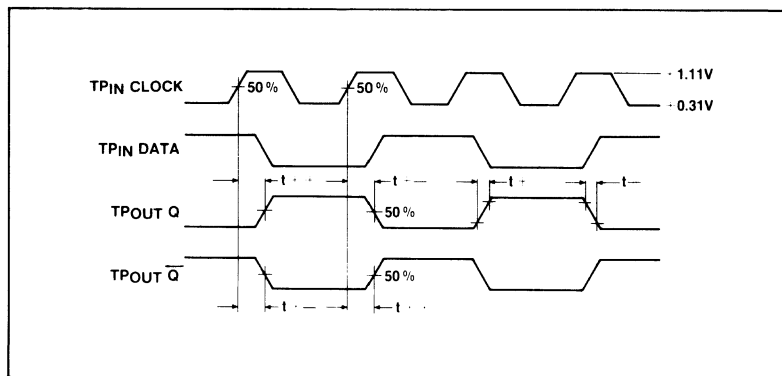 TPIN CLOCK 50 % 50 % 1.11V
+ 0.31V
TPIN DATA
t + + t + – t + t –
TPOUT Q 50 %
TPOUT Q̅ 50 %
t
t